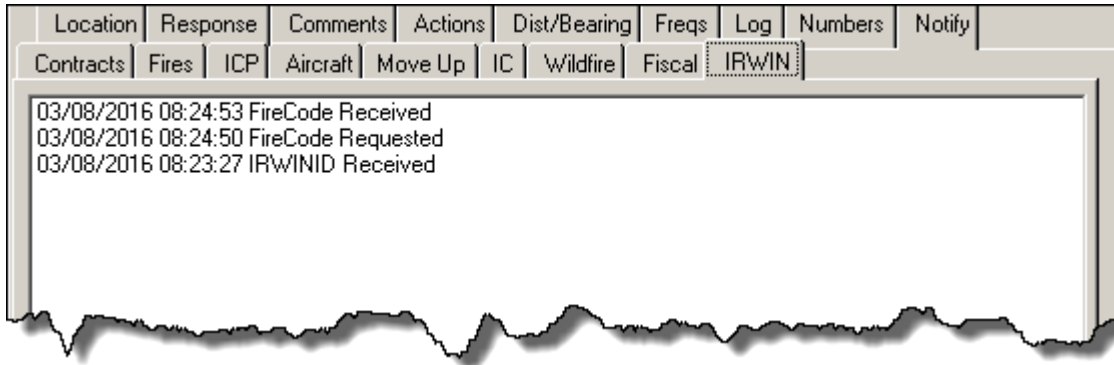 Location Response Comments Actions Dist/Bearing Freqs Log Numbers Notify
Contracts Fires ICP Aircraft Move Up IC Wildfire Fiscal IRWIN
03/08/2016 08:24:53 FireCode Received
03/08/2016 08:24:50 FireCode Requested
03/08/2016 08:23:27 IRWINID Received